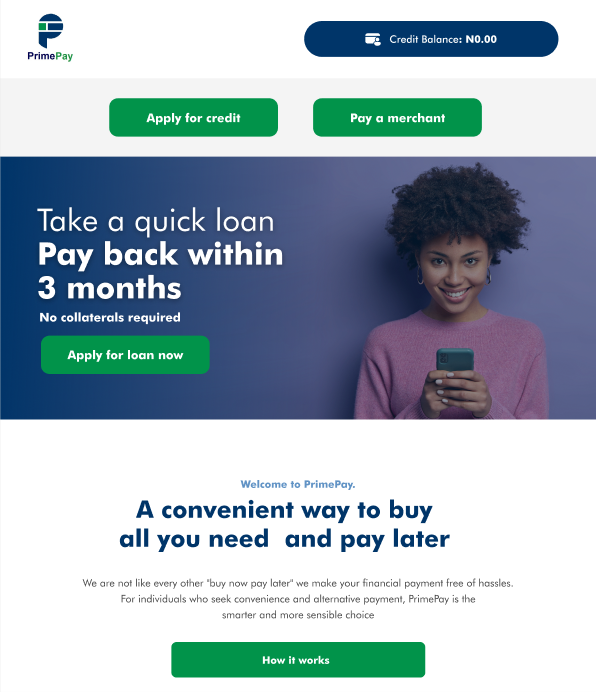 PrimePay
Credit Balance: N0.00
Apply for credit
Pay a merchant
Take a quick loan
Pay back within
3 months
No collaterals required
Apply for loan now
Welcome to PrimePay.
A convenient way to buy
all you need  and pay later
We are not like every other "buy now pay later" we make your financial payment free of hassles.
For individuals who seek convenience and alternative payment, PrimePay is the
smarter and more sensible choice
How it works